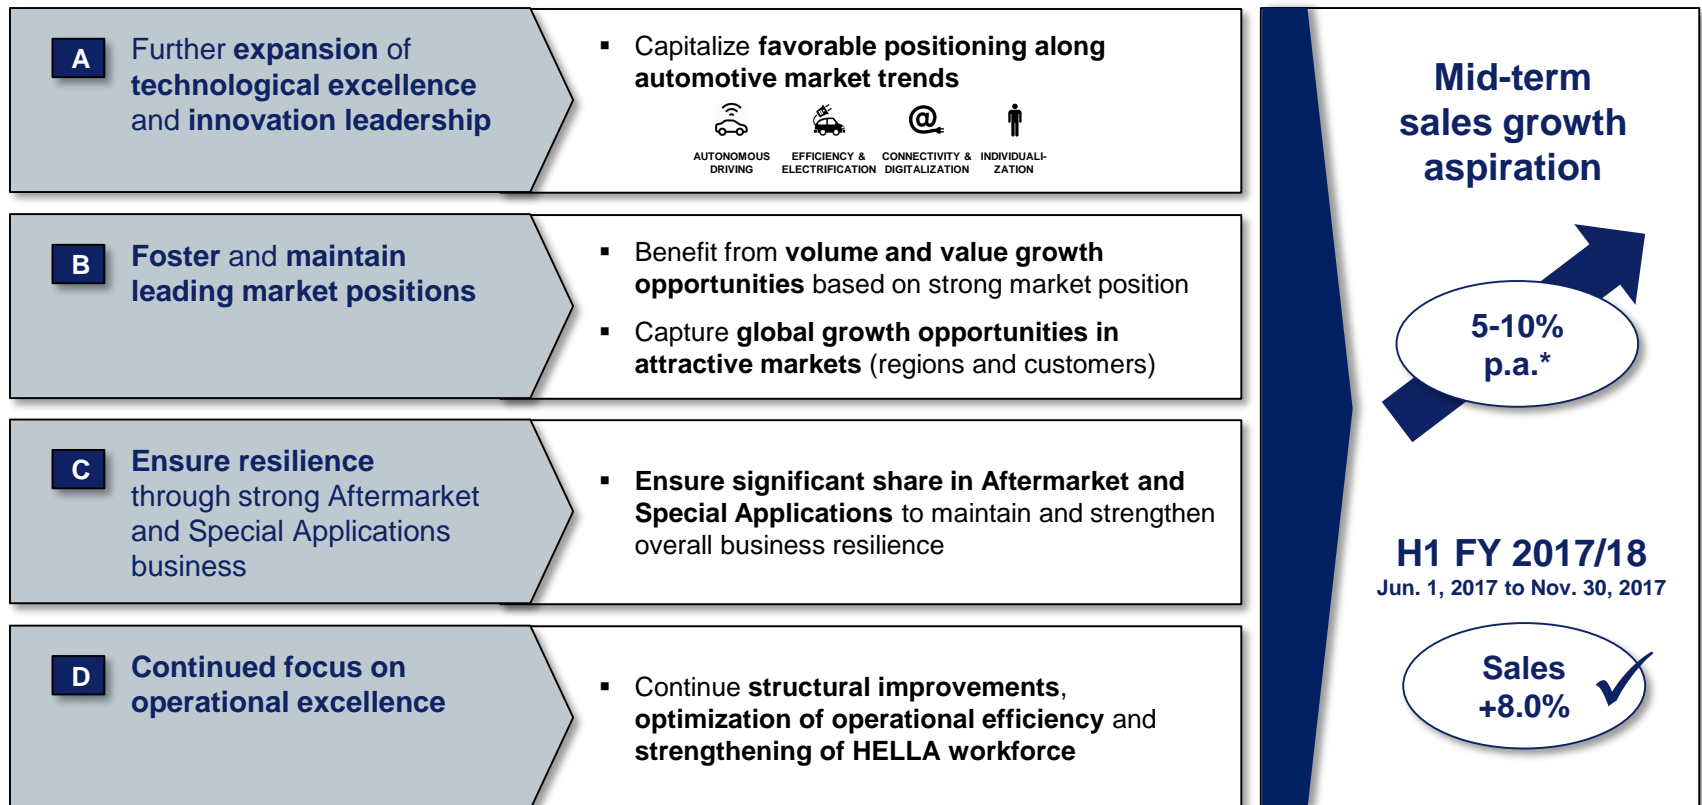 A
Further expansion of
technological excellence
and innovation leadership
▪ Capitalize favorable positioning along
automotive market trends
AUTONOMOUS
DRIVING
EFFICIENCY &
ELECTRIFICATION
CONNECTIVITY &
DIGITALIZATION
INDIVIDUALI-
ZATION
B
Foster and maintain
leading market positions
▪ Benefit from volume and value growth
opportunities based on strong market position
▪ Capture global growth opportunities in
attractive markets (regions and customers)
C
Ensure resilience
through strong Aftermarket
and Special Applications
business
▪ Ensure significant share in Aftermarket and
Special Applications to maintain and strengthen
overall business resilience
D
Continued focus on
operational excellence
▪ Continue structural improvements,
optimization of operational efficiency and
strengthening of HELLA workforce
Mid-term
sales growth
aspiration
5-10%
p.a.*
H1 FY 2017/18
Jun. 1, 2017 to Nov. 30, 2017
Sales
+8.0%